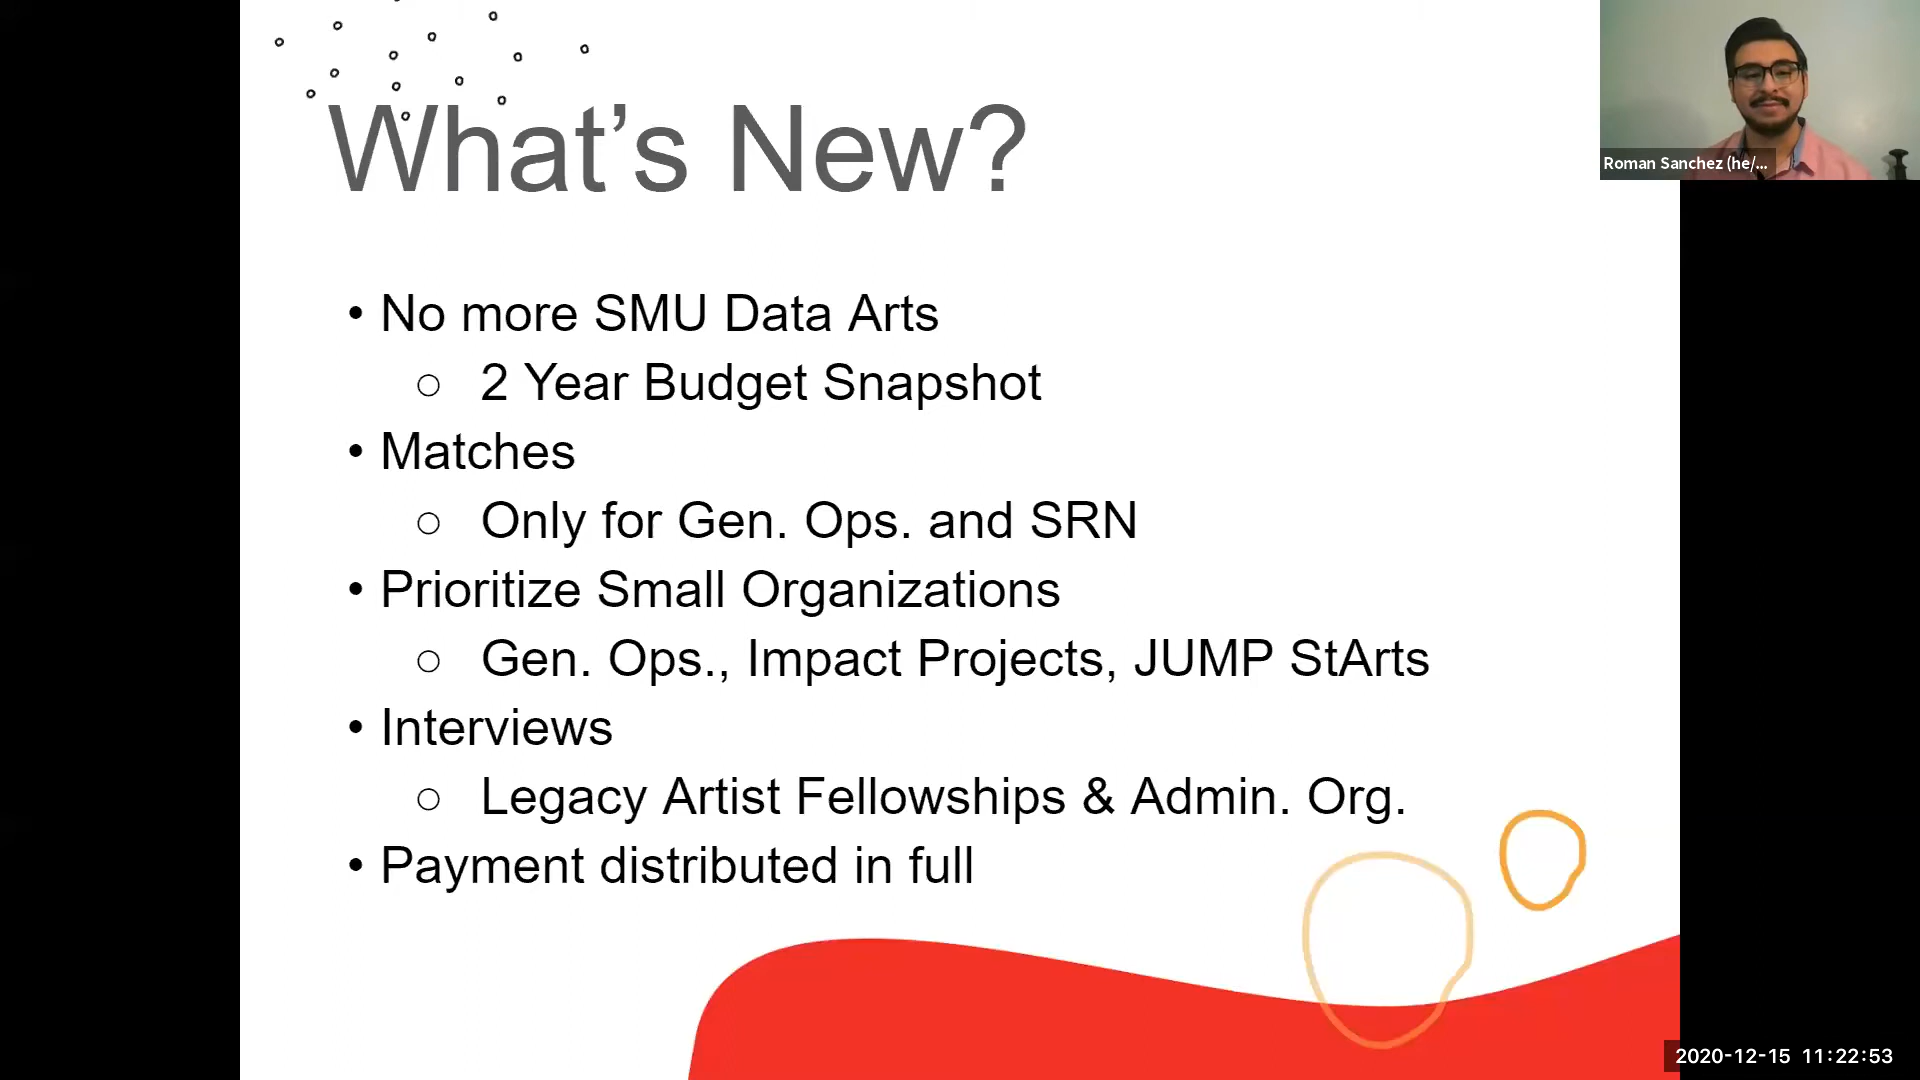 What's New?
Roman Sanchez (he/...
• No more SMU Data Arts
○ 2 Year Budget Snapshot
• Matches
○ Only for Gen. Ops. and SRN
• Prioritize Small Organizations
○ Gen. Ops., Impact Projects, JUMP StArts
• Interviews
○ Legacy Artist Fellowships & Admin. Org.
• Payment distributed in full
2020-12-15 11:22:53